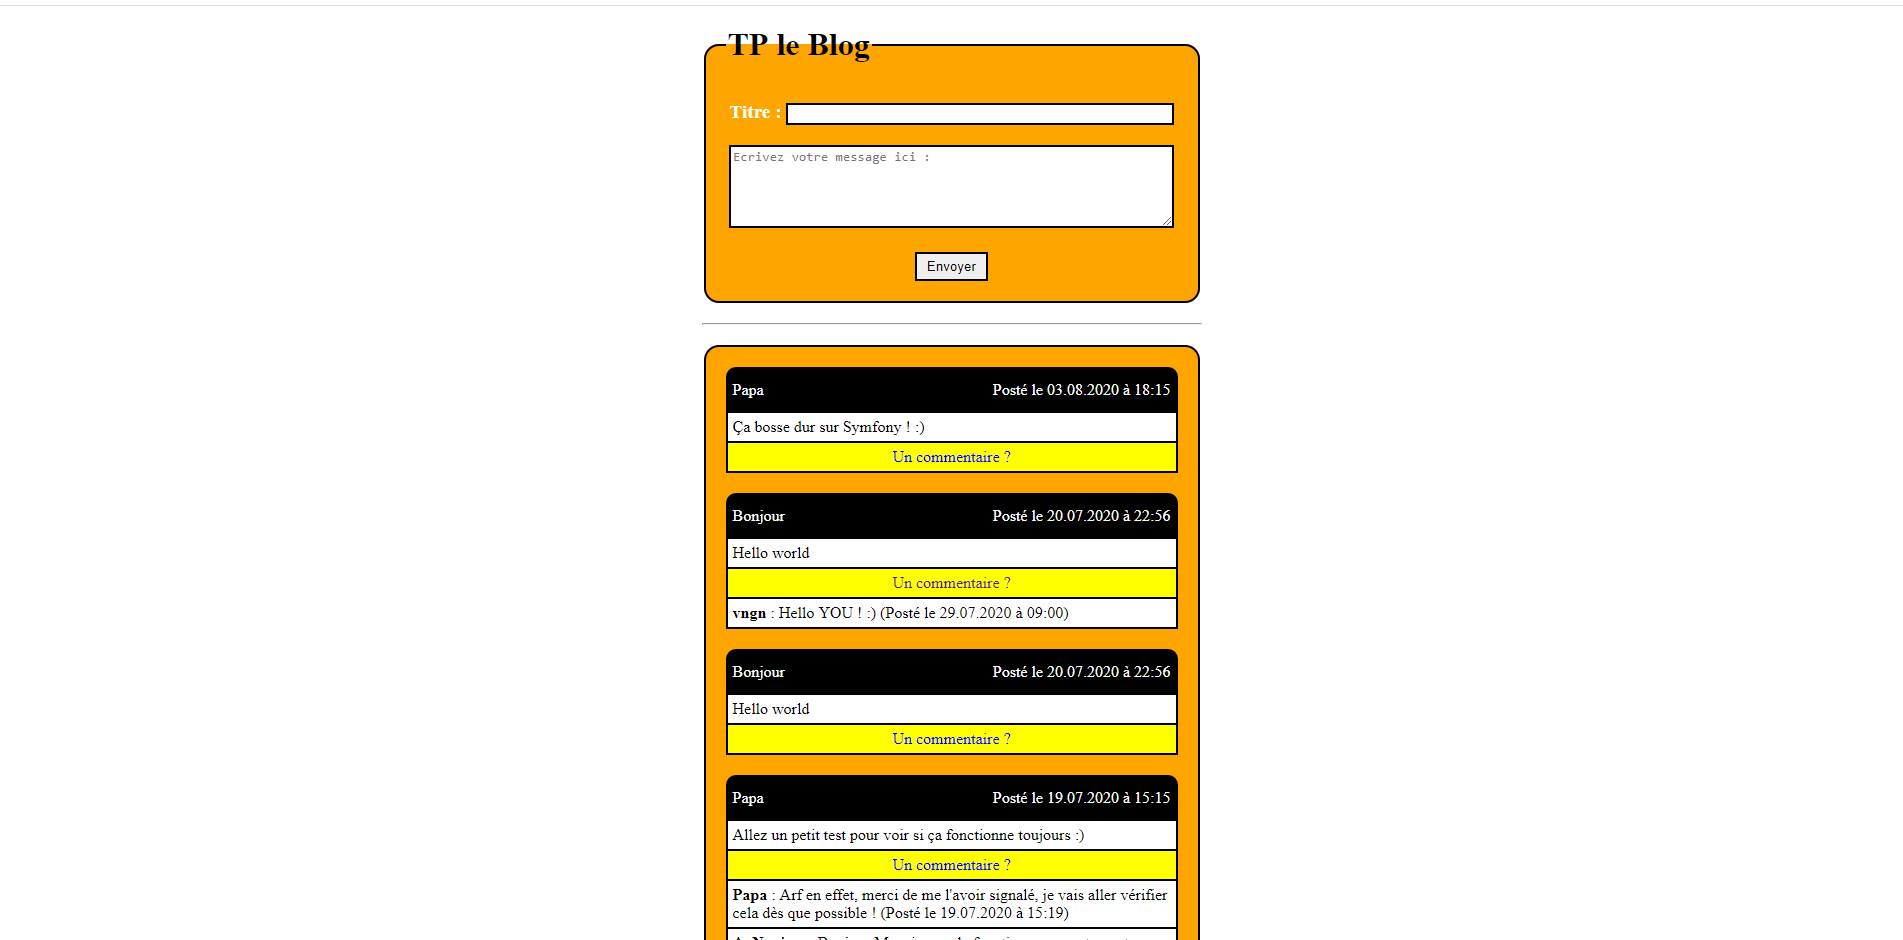 TP le Blog
Titre :
Ecrivez votre message ici :
Envoyer
Papa Posté le 03.08.2020 à 18:15
Ça bosse dur sur Symfony ! :)
Un commentaire ?
Bonjour Posté le 20.07.2020 à 22:56
Hello world
Un commentaire ?
vngn : Hello YOU ! :) (Posté le 29.07.2020 à 09:00)
Bonjour Posté le 20.07.2020 à 22:56
Hello world
Un commentaire ?
Papa Posté le 19.07.2020 à 15:15
Allez un petit test pour voir si ça fonctionne toujours :)
Un commentaire ?
Papa : Arf en effet, merci de me l'avoir signalé, je vais aller vérifier
cela dès que possible ! (Posté le 19.07.2020 à 15:19)